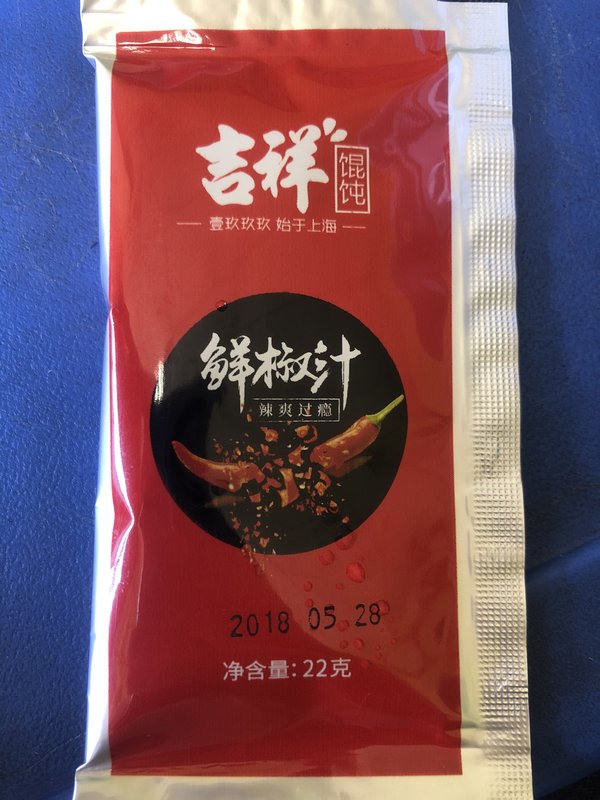 吉祥
馄饨
壹玖玖玖 始于上海
鲜椒汁
辣爽过瘾
2018 05 28
净含量:22克